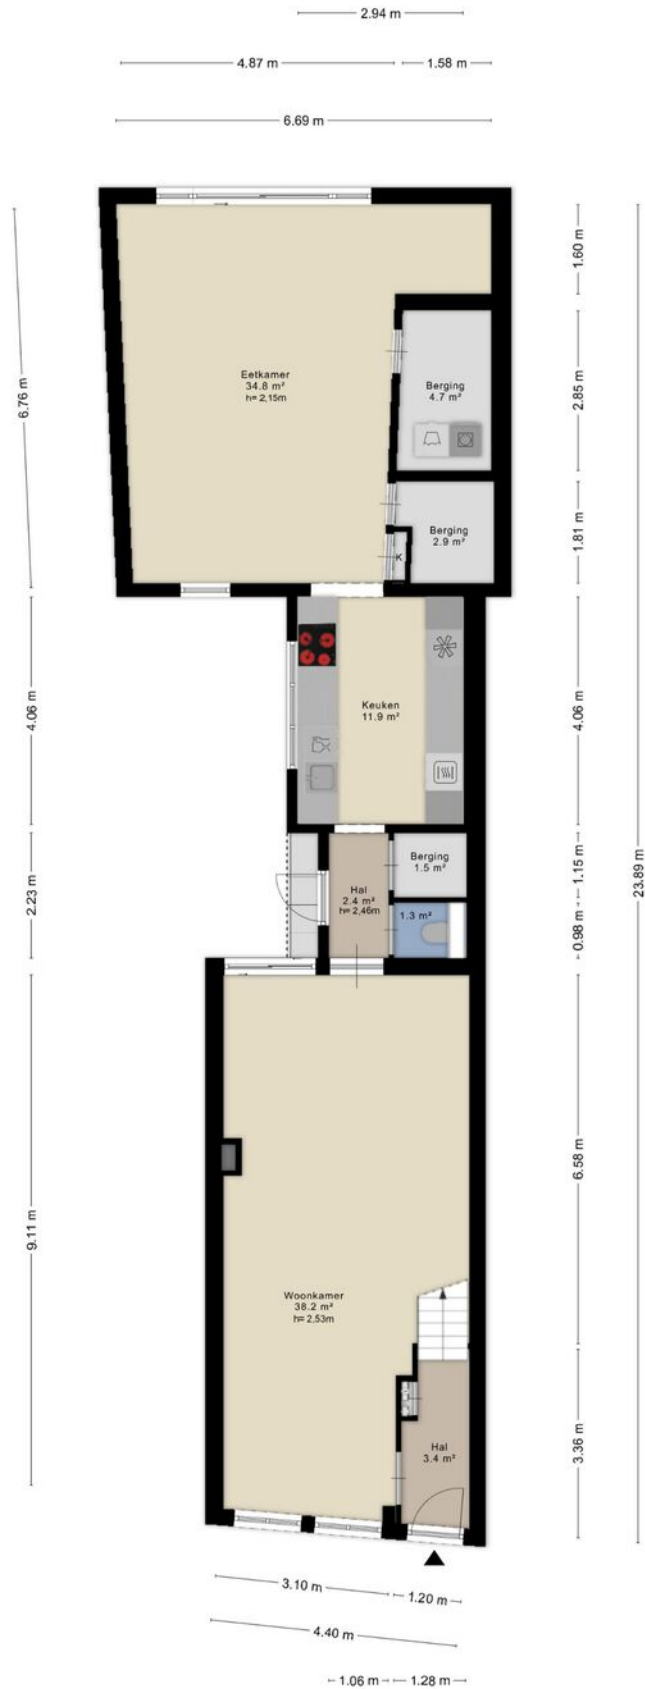 2.94 m
4.87 m
1.58 m
6.69 m
1.60 m
6.76 m
Eetkamer
34.8 m²
h= 2,15m
Berging
4.7 m²
2.85 m
Berging
2.9 m²
K
1.81 m
4.06 m
Keuken
11.9 m²
4.06 m
2.23 m
Hal
2.4 m²
h= 2,46m
Berging
1.5 m²
1.15 m
1.3 m²
0.98 m
23.89 m
9.11 m
6.58 m
Woonkamer
38.2 m²
h= 2,53m
Hal
3.4 m²
3.36 m
3.10 m
1.20 m
4.40 m
1.06 m
1.28 m